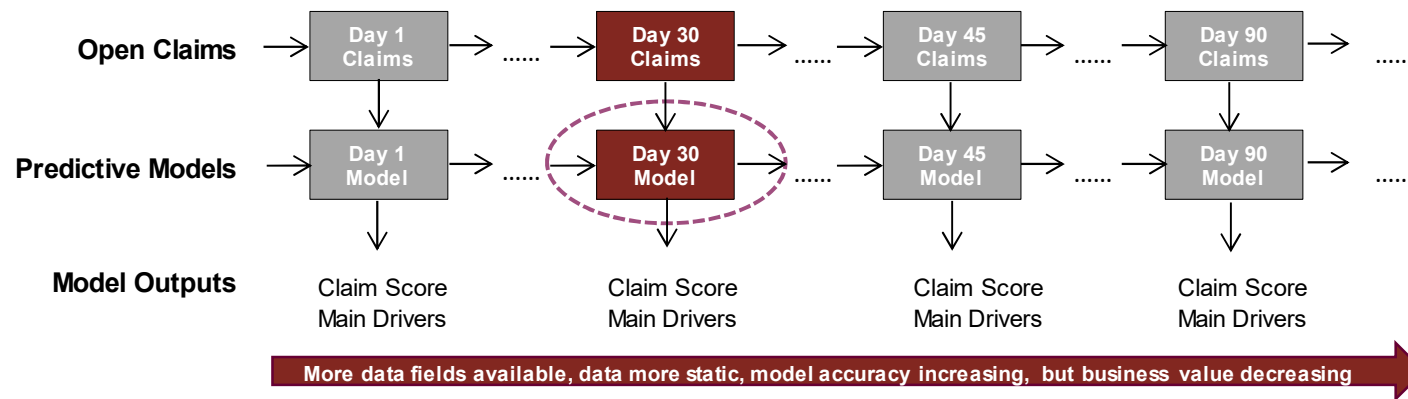 Open Claims
Day 1
Claims
......
Day 30
Claims
......
Day 45
Claims
......
Day 90
Claims
......
Predictive Models
Day 1
Model
......
Day 30
Model
......
Day 45
Model
......
Day 90
Model
......
Model Outputs
Claim Score
Main Drivers
Claim Score
Main Drivers
Claim Score
Main Drivers
Claim Score
Main Drivers
More data fields available, data more static, model accuracy increasing, but business value decreasing